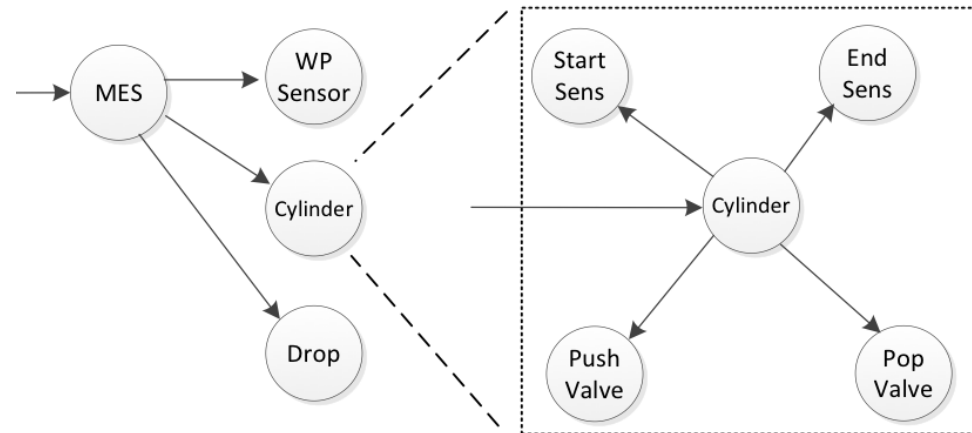 MES
WP
Sensor
Cylinder
Drop
Start
Sens
End
Sens
Cylinder
Push
Valve
Pop
Valve